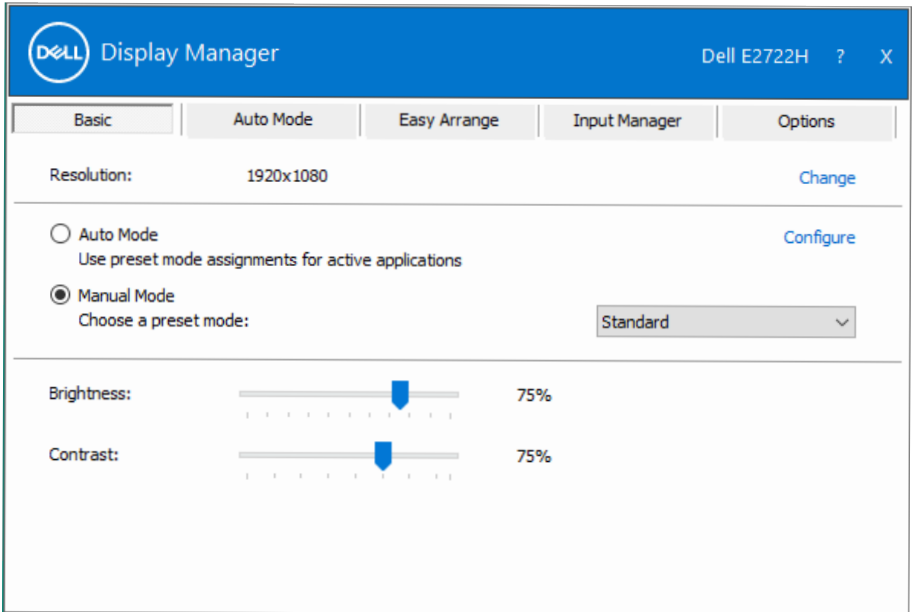 DELL Display Manager Dell E2722H ? X
Basic Auto Mode Easy Arrange Input Manager Options
Resolution: 1920x1080 Change
Auto Mode Configure
Use preset mode assignments for active applications
Manual Mode
Choose a preset mode: Standard
Brightness: 75%
Contrast: 75%